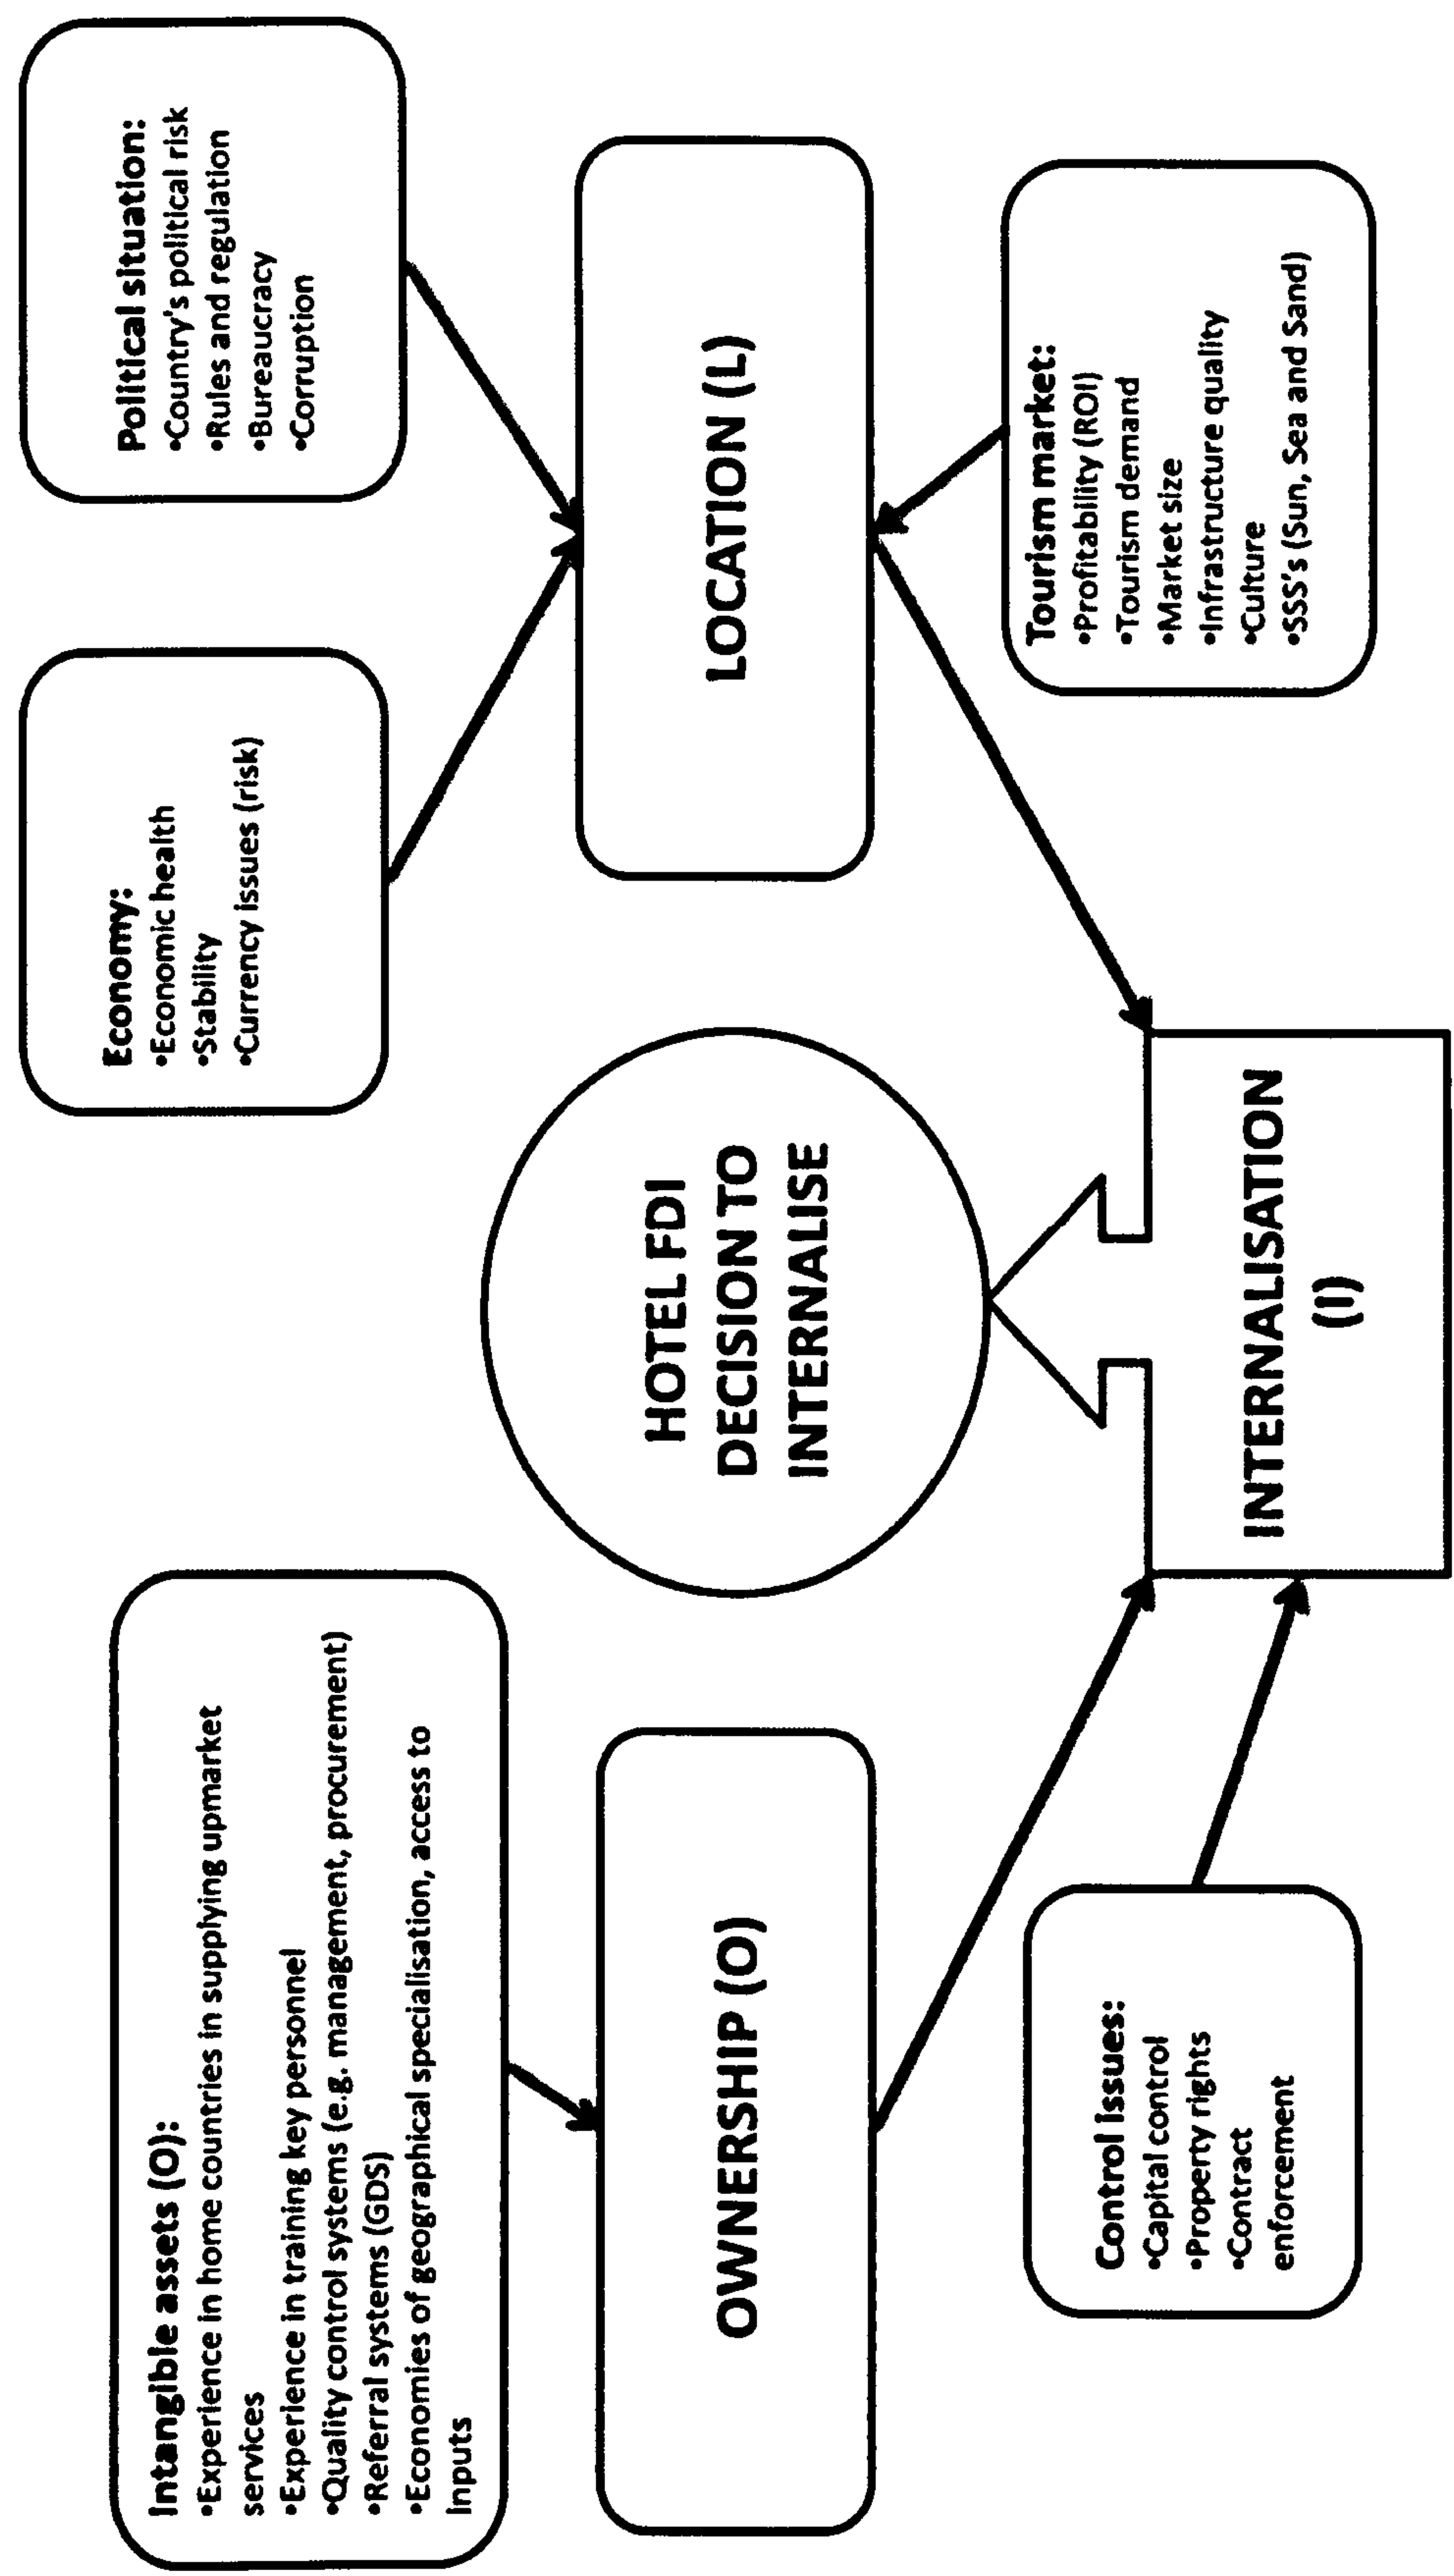 Intangible assets (O):
•Experience in home countries in supplying upmarket
services
•Experience in training key personnel
•Quality control systems (e.g. management, procurement)
•Referral systems (GDS)
•Economies of geographical specialisation, access to
inputs
Economy:
•Economic health
•Stability
•Currency issues (risk)
Political situation:
•Country's political risk
•Rules and regulation
•Bureaucracy
•Corruption
OWNERSHIP (O)
HOTEL FDI
DECISION TO
INTERNALISE
LOCATION (L)
Control issues:
•Capital control
•Property rights
•Contract
enforcement
INTERNALISATION
(I)
Tourism market:
•Profitability (ROI)
•Tourism demand
•Market size
•Infrastructure quality
•Culture
•SSS's (Sun, Sea and Sand)